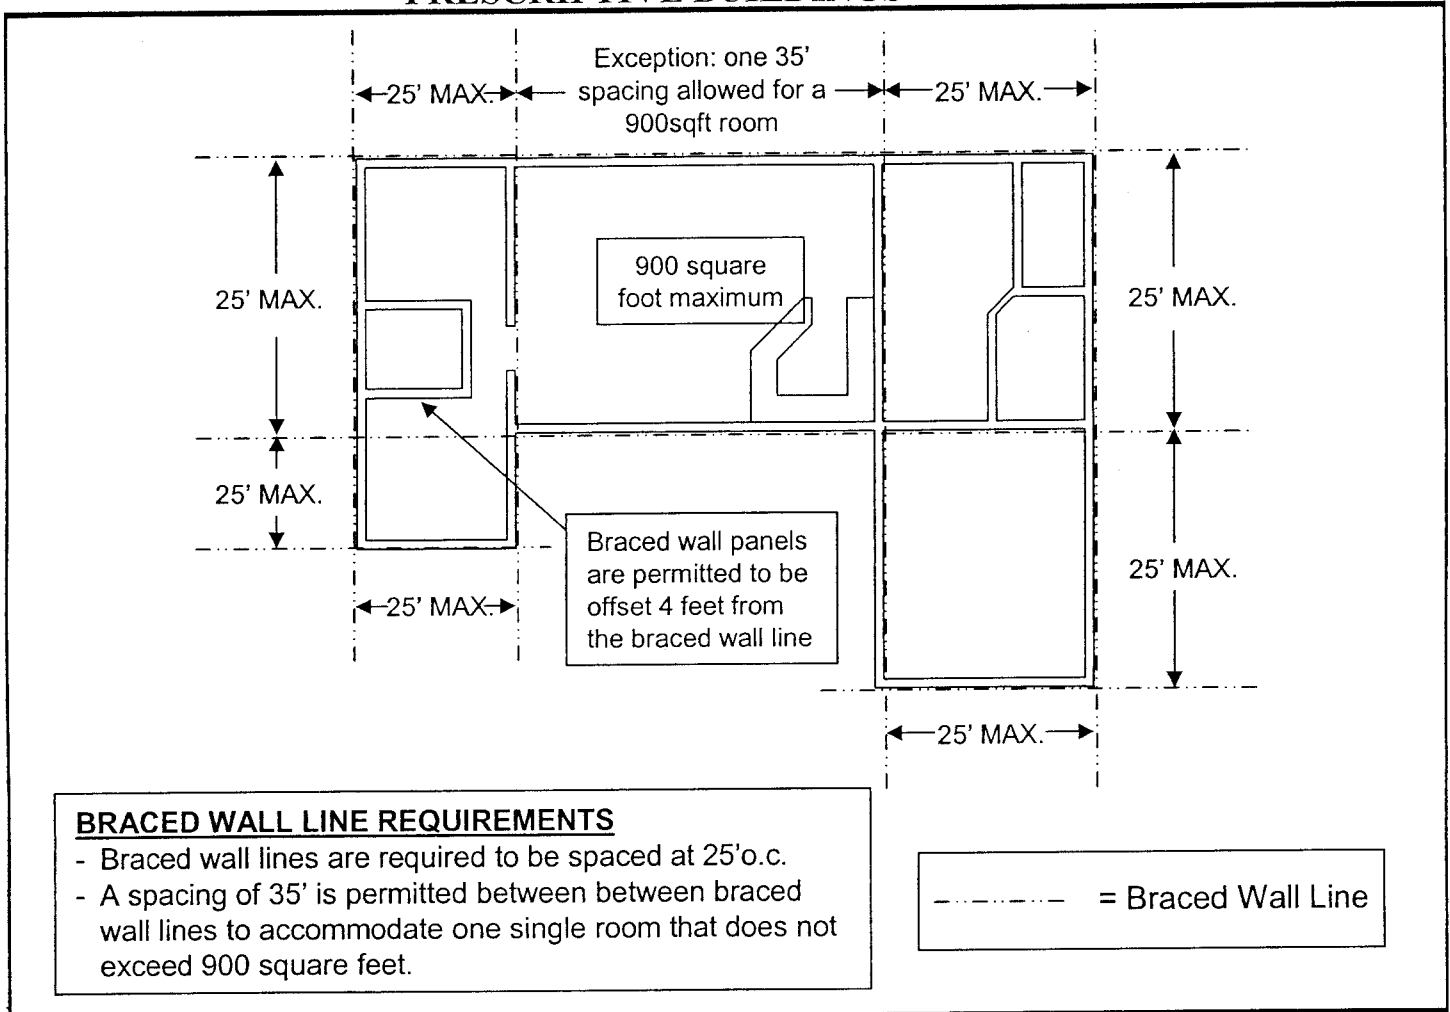 Exception: one 35'
25' MAX.
spacing allowed for a
25' MAX.
900sqft room
900 square
foot maximum
25' MAX.
25' MAX.
25' MAX.
Braced wall panels
are permitted to be
offset 4 feet from
the braced wall line
25' MAX.
25' MAX.
25' MAX.
BRACED WALL LINE REQUIREMENTS
- Braced wall lines are required to be spaced at 25'o.c.
- A spacing of 35' is permitted between between braced
wall lines to accommodate one single room that does not
exceed 900 square feet.
= Braced Wall Line